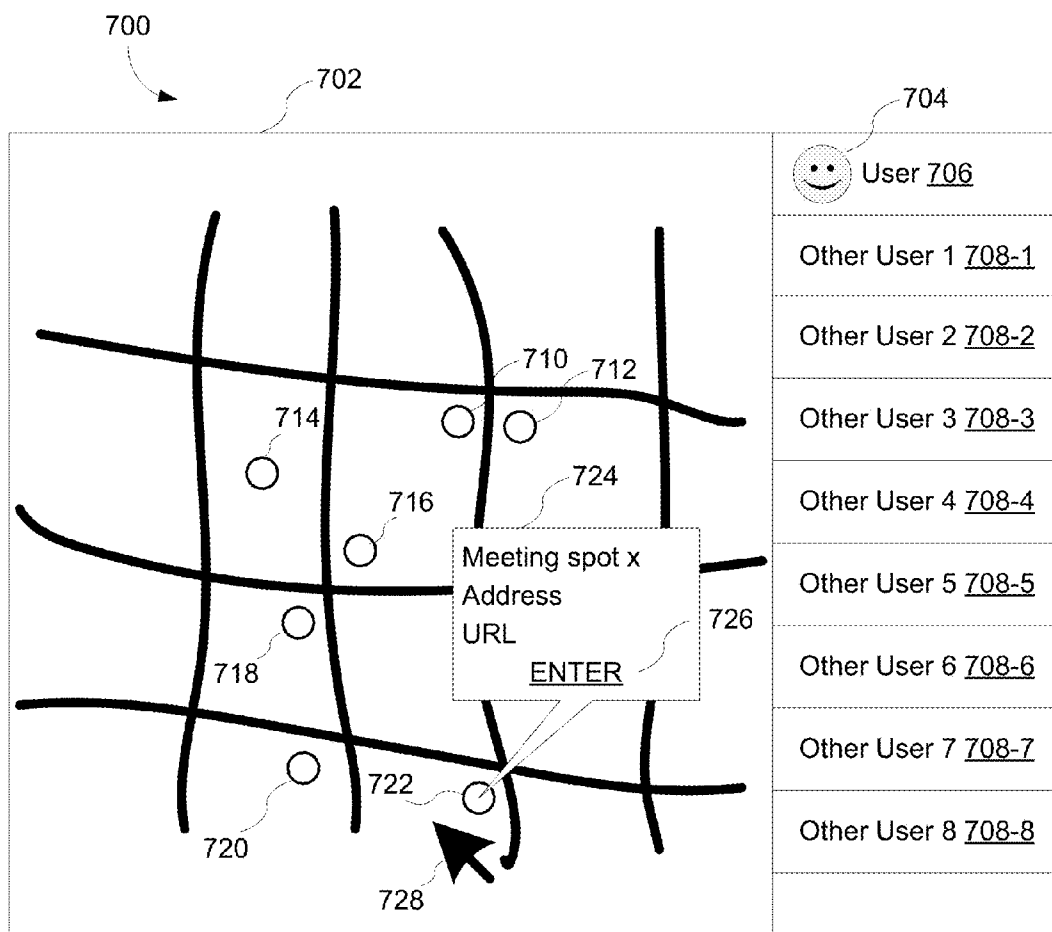 700
702
704
User 706
Other User 1 708-1
Other User 2 708-2
710
712
Other User 3 708-3
714
724
716
Other User 4 708-4
Meeting spot x
Address
URL
726
ENTER
Other User 5 708-5
718
Other User 6 708-6
722
Other User 7 708-7
720
728
Other User 8 708-8